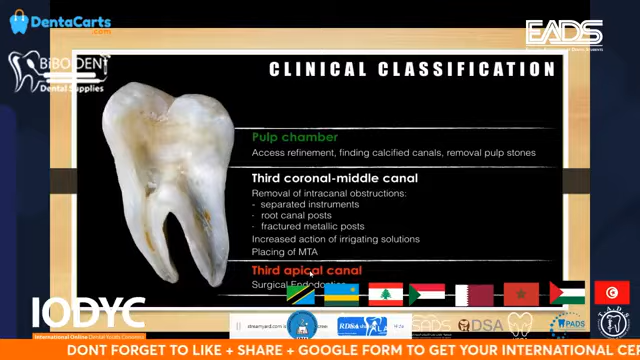 DentaCarts
.com
EADS
BiBODENT
Dental Supplies
CLINICAL CLASSIFICATION
Pulp chamber
Access refinement, finding calcified canals, removal pulp stones
Third coronal-middle canal
Removal of intracanal obstructions:
- separated instruments
- root canal posts
- fractured metallic posts
Increased action of irrigating solutions
Placing of MTA
Third apical canal
Surgical Endodontics
IODYC
International Online Dental Youth Connect
RDSA
DSA
PADS
DONT FORGET TO LIKE + SHARE + GOOGLE FORM TO GET YOUR INTERNATIONAL CER